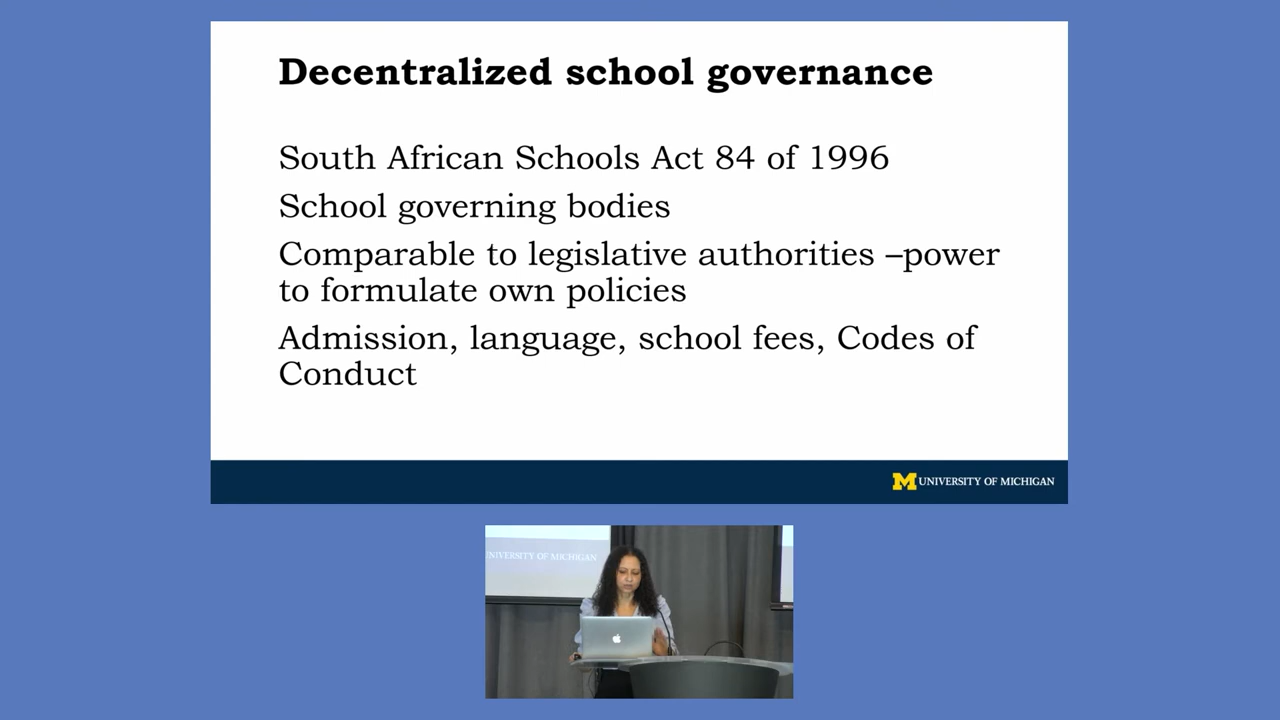 Decentralized school governance
South African Schools Act 84 of 1996
School governing bodies
Comparable to legislative authorities –power
to formulate own policies
Admission, language, school fees, Codes of
Conduct
M UNIVERSITY OF MICHIGAN
UNIVERSITY OF MICHIGAN